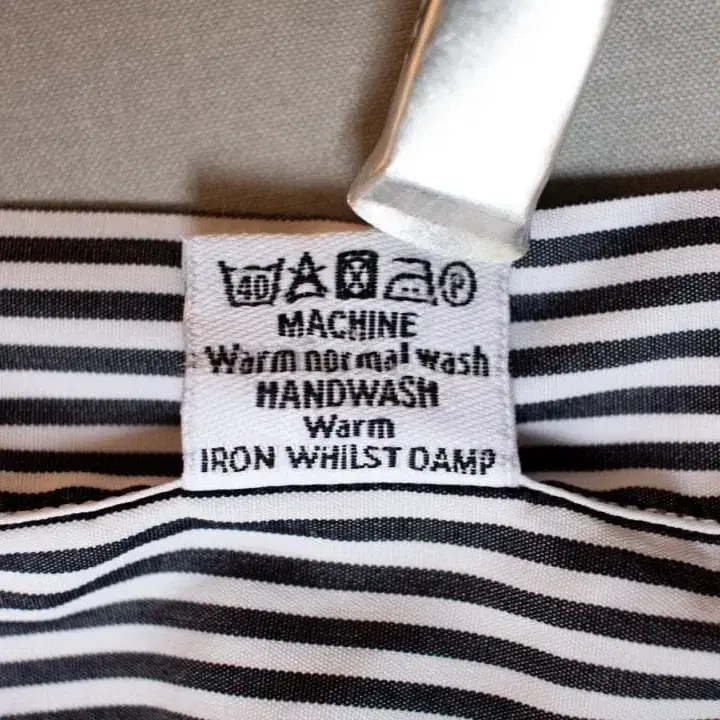 40 P
MACHINE
Warm normal wash
HANDWASH
Warm
IRON WHILST DAMP